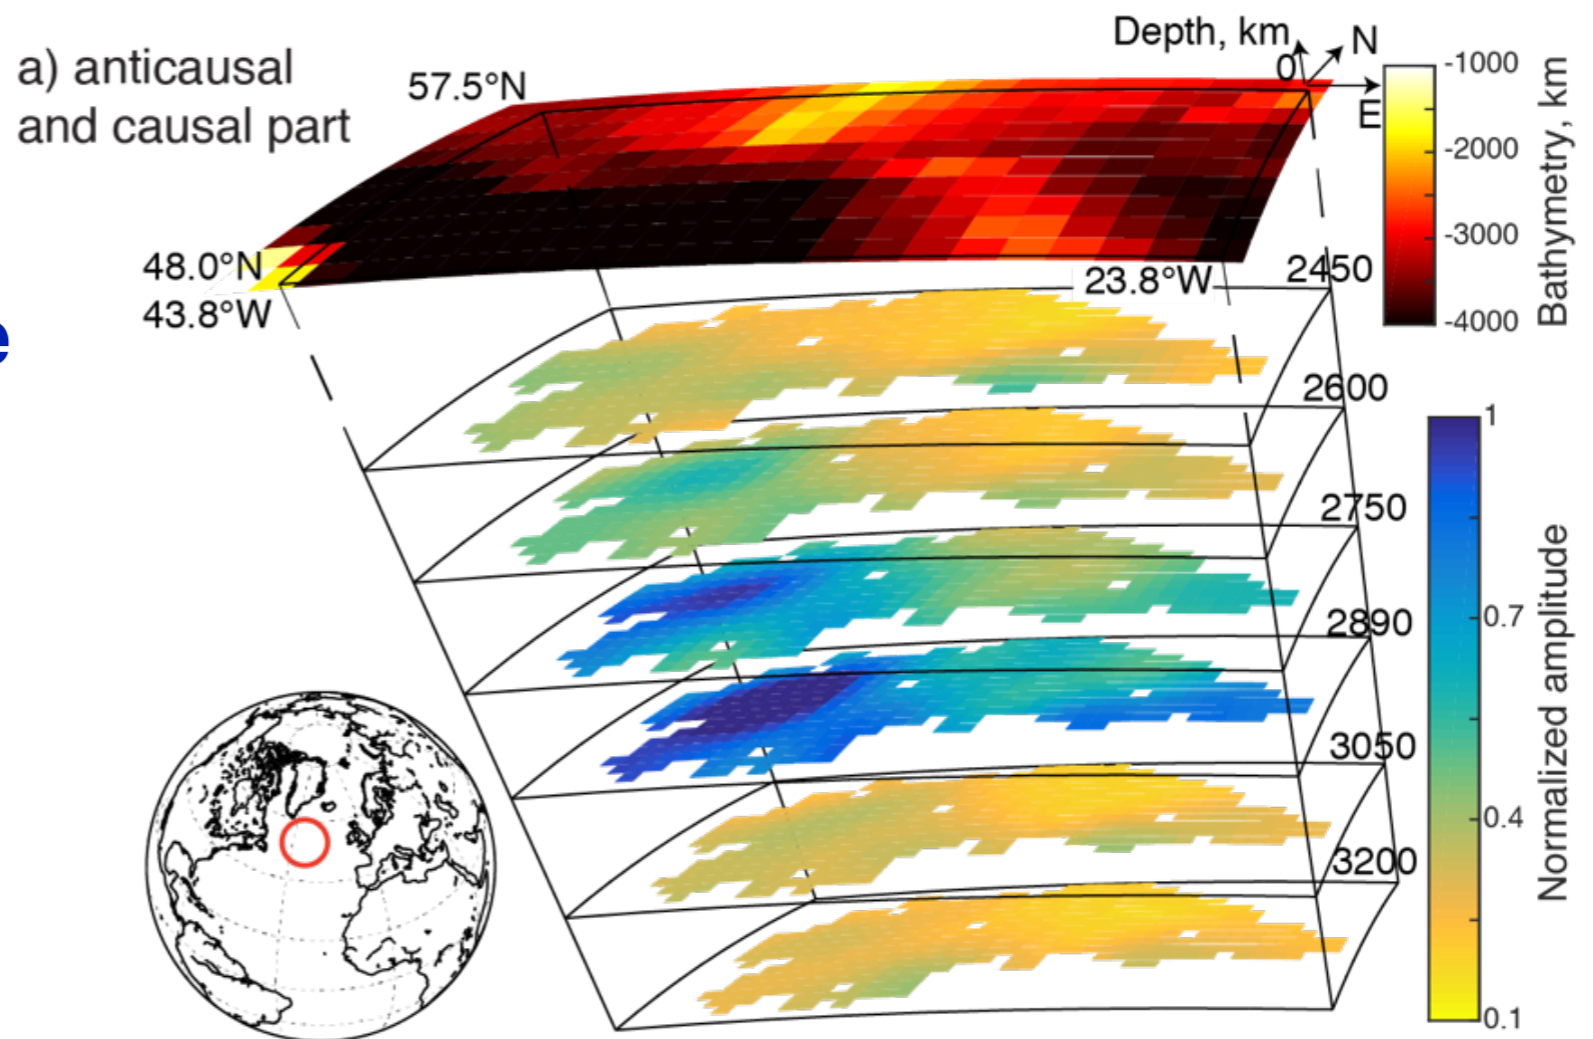 a) anticausal
and causal part
57.5°N
Depth, km
N
0
E
-1000
-2000
-3000
-4000
Bathymetry, km
48.0°N
43.8°W
23.8°W
2450
2600
2750
2890
3050
3200
e
1
0.7
0.4
0.1
Normalized amplitude